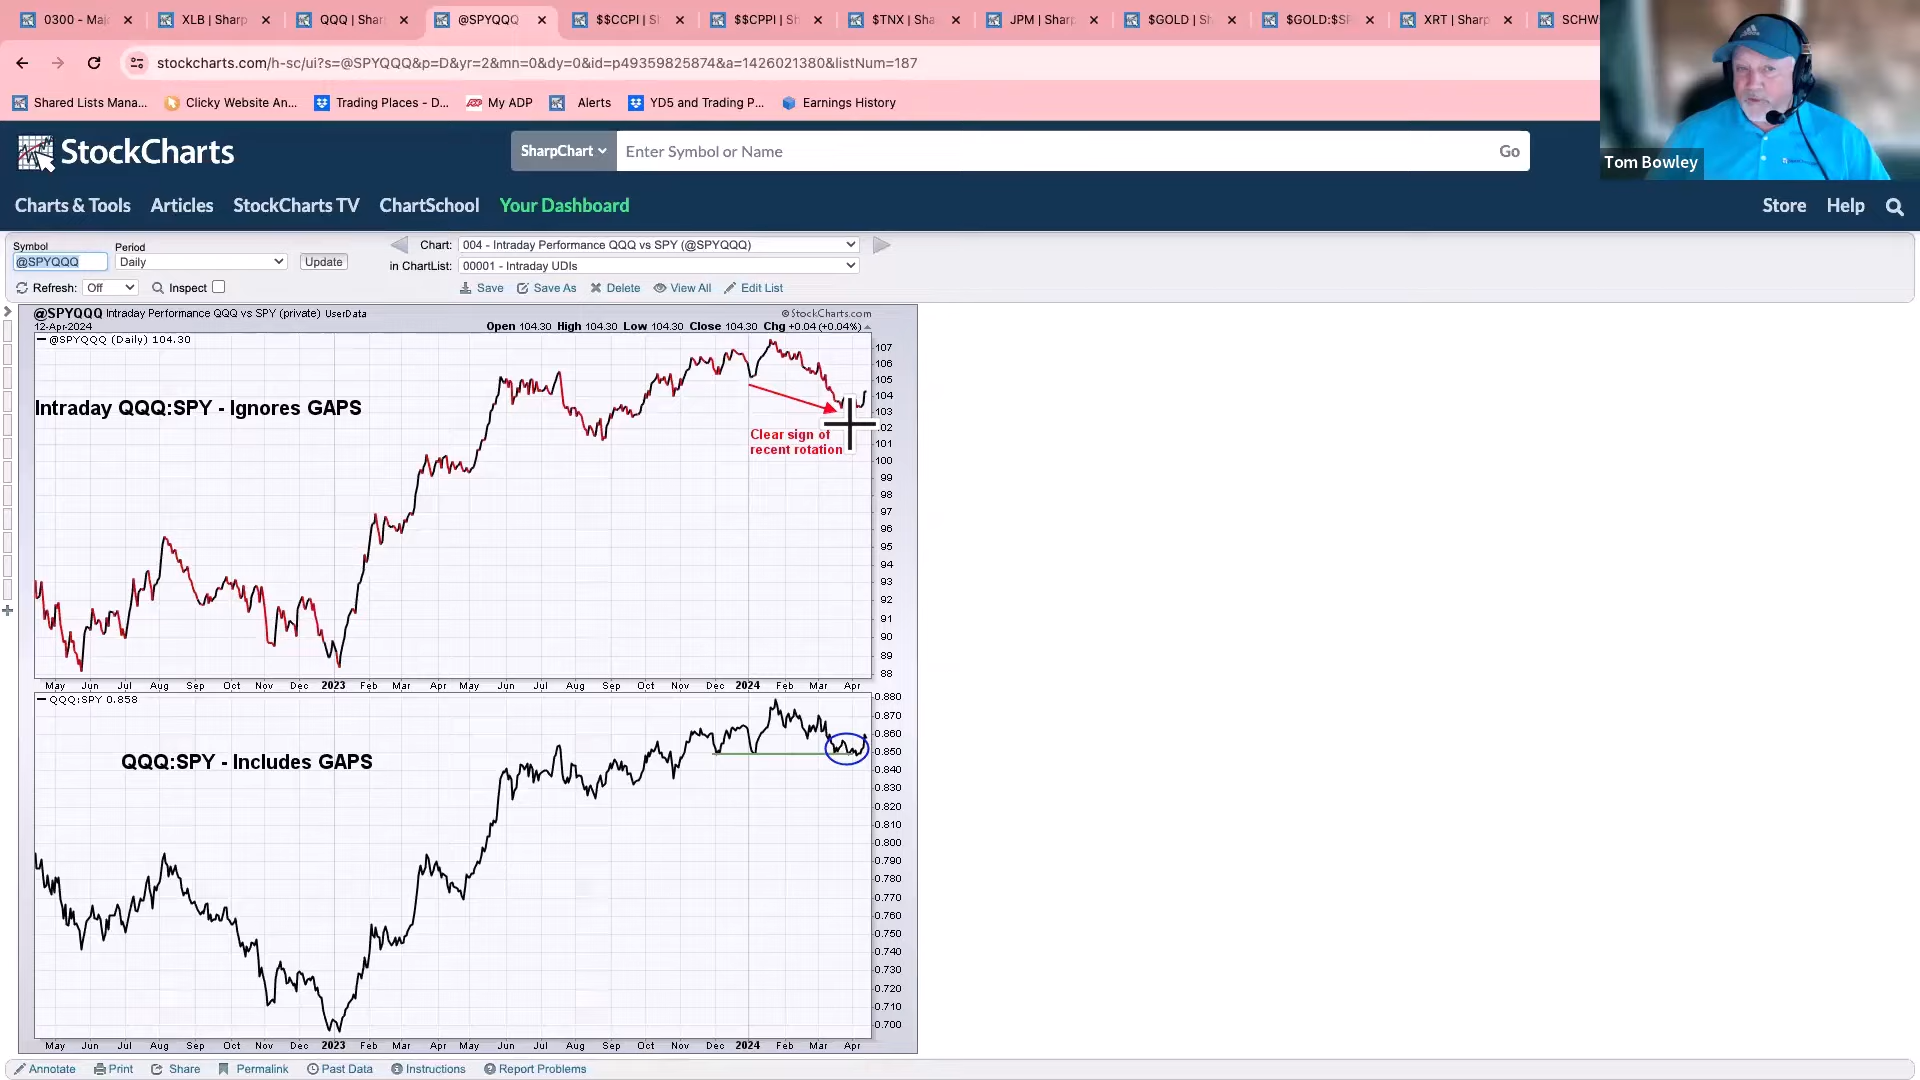 0300 - Ma
XLB | Sharp
QQQ | Shar
@SPYQQQ
$$CCPI | S
$$CPPI | Sh
$TNX | Sha
JPM | Sharp
$GOLD | Sh
$GOLD:$SP
XRT | Sharp
SCHW
stockcharts.com/h-sc/ui?s=@SPYQQQ&p=D&yr=2&mn=0&dy=0&id=p49359825874&a=1426021380&listNum=187
Shared Lists Mana... Clicky Website An... Trading Places - D... My ADP Alerts YD5 and Trading P... Earnings History
StockCharts
SharpChart Enter Symbol or Name Go
Tom Bowley
Charts & Tools Articles StockCharts TV ChartSchool Your Dashboard Store Help
Symbol Period
@SPYQQQ Daily Update
Chart: 004 - Intraday Performance QQQ vs SPY (@SPYQQQ)
in ChartList: 00001 - Intraday UDIs
Refresh: Off Inspect Save Save As Delete View All Edit List
@SPYQQQ Intraday Performance QQQ vs SPY (private) UserData © StockCharts.com
12-Apr-2024 Open 104.30 High 104.30 Low 104.30 Close 104.30 Chg +0.04 (+0.04%)
@SPYQQQ (Daily) 104.30
107
106
105
104
103
02
101
100
99
98
97
96
95
94
93
92
91
90
89
88
Intraday QQQ:SPY - Ignores GAPS
Clear sign of
recent rotation
May Jun Jul Aug Sep Oct Nov Dec 2023 Feb Mar Apr May Jun Jul Aug Sep Oct Nov Dec 2024 Feb Mar Apr
QQQ:SPY 0.858
0.880
0.870
0.860
0.850
0.840
0.830
0.820
0.810
0.800
0.790
0.780
0.770
0.760
0.750
0.740
0.730
0.720
0.710
0.700
QQQ:SPY - Includes GAPS
May Jun Jul Aug Sep Oct Nov Dec 2023 Feb Mar Apr May Jun Jul Aug Sep Oct Nov Dec 2024 Feb Mar Apr
Annotate Print Share Permalink Past Data Instructions Report Problems